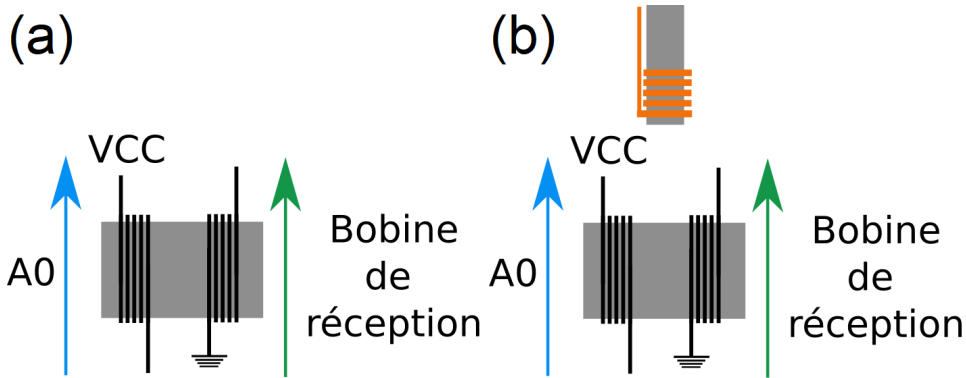 (a)
VCC
A0
Bobine
de
réception
(b)
VCC
A0
Bobine
de
réception